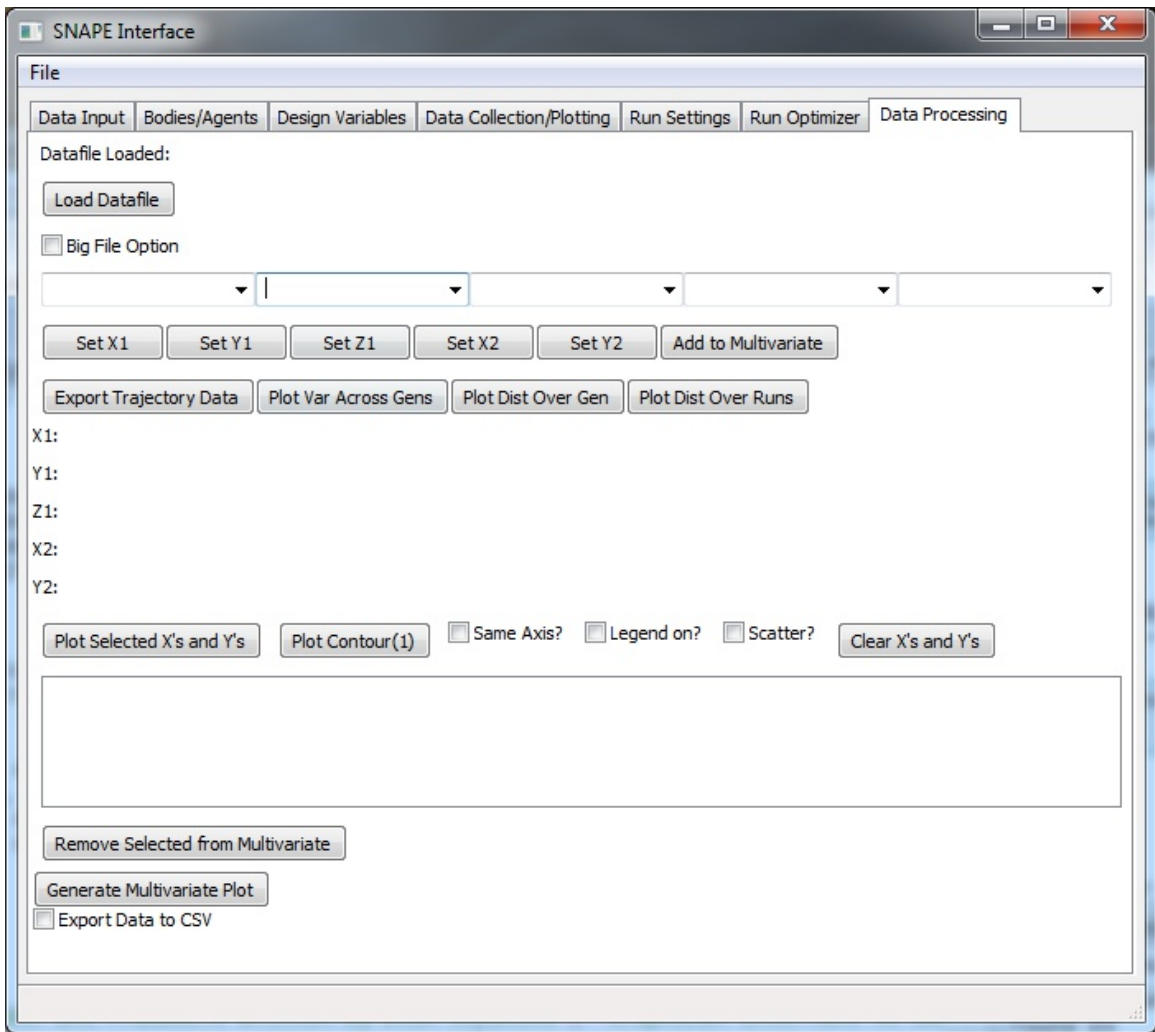 SNAPE Interface
File
Data Input Bodies/Agents Design Variables Data Collection/Plotting Run Settings Run Optimizer Data Processing
Datafile Loaded:
Load Datafile
Big File Option
Set X1 Set Y1 Set Z1 Set X2 Set Y2 Add to Multivariate
Export Trajectory Data Plot Var Across Gens Plot Dist Over Gen Plot Dist Over Runs
X1:
Y1:
Z1:
X2:
Y2:
Plot Selected X's and Y's Plot Contour(1) Same Axis? Legend on? Scatter? Clear X's and Y's
Remove Selected from Multivariate
Generate Multivariate Plot
Export Data to CSV